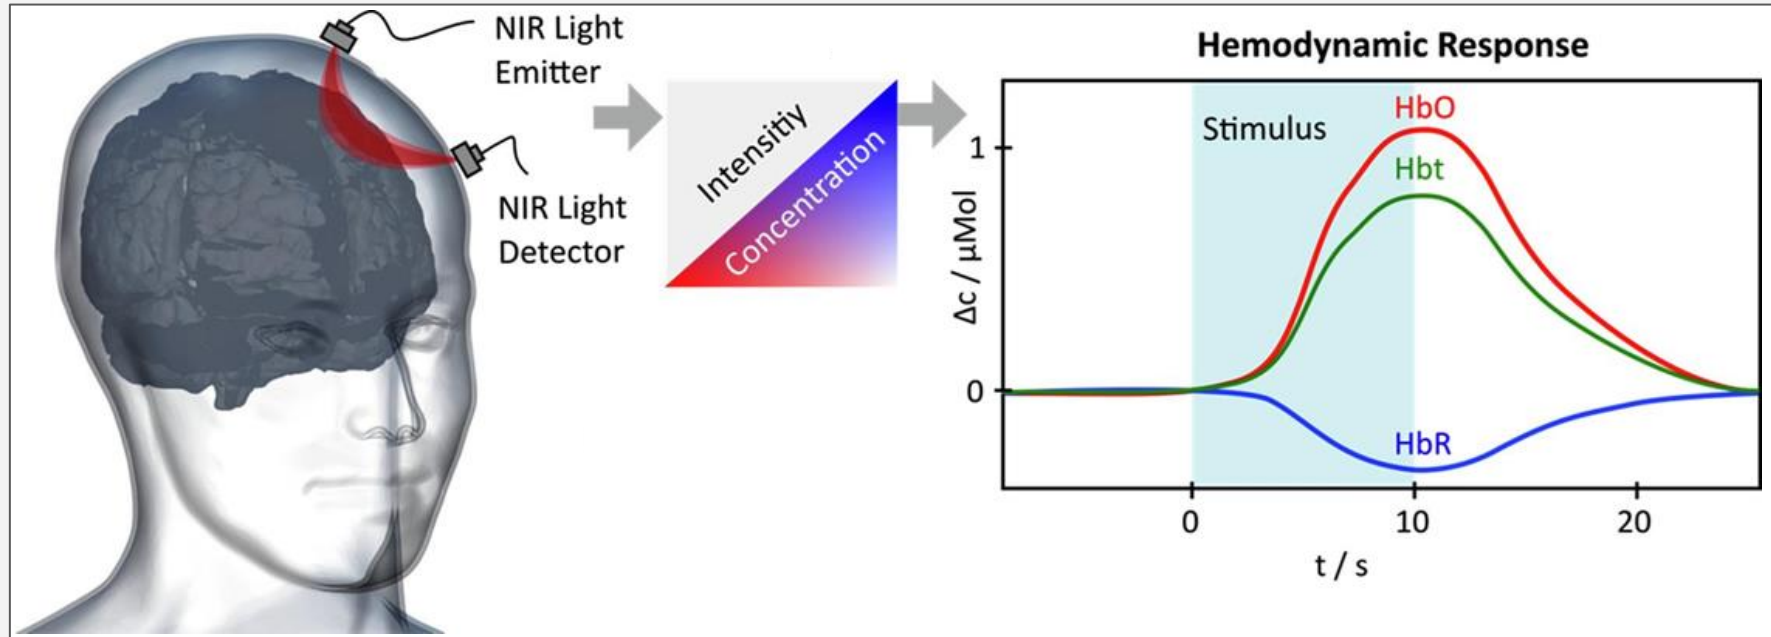 NIR Light
Emitter
NIR Light
Detector
Intensitiy
Concentration
Hemodynamic Response
Stimulus
HbO
Hbt
HbR
1
0
Δc / µMol
0
10
20
t / s